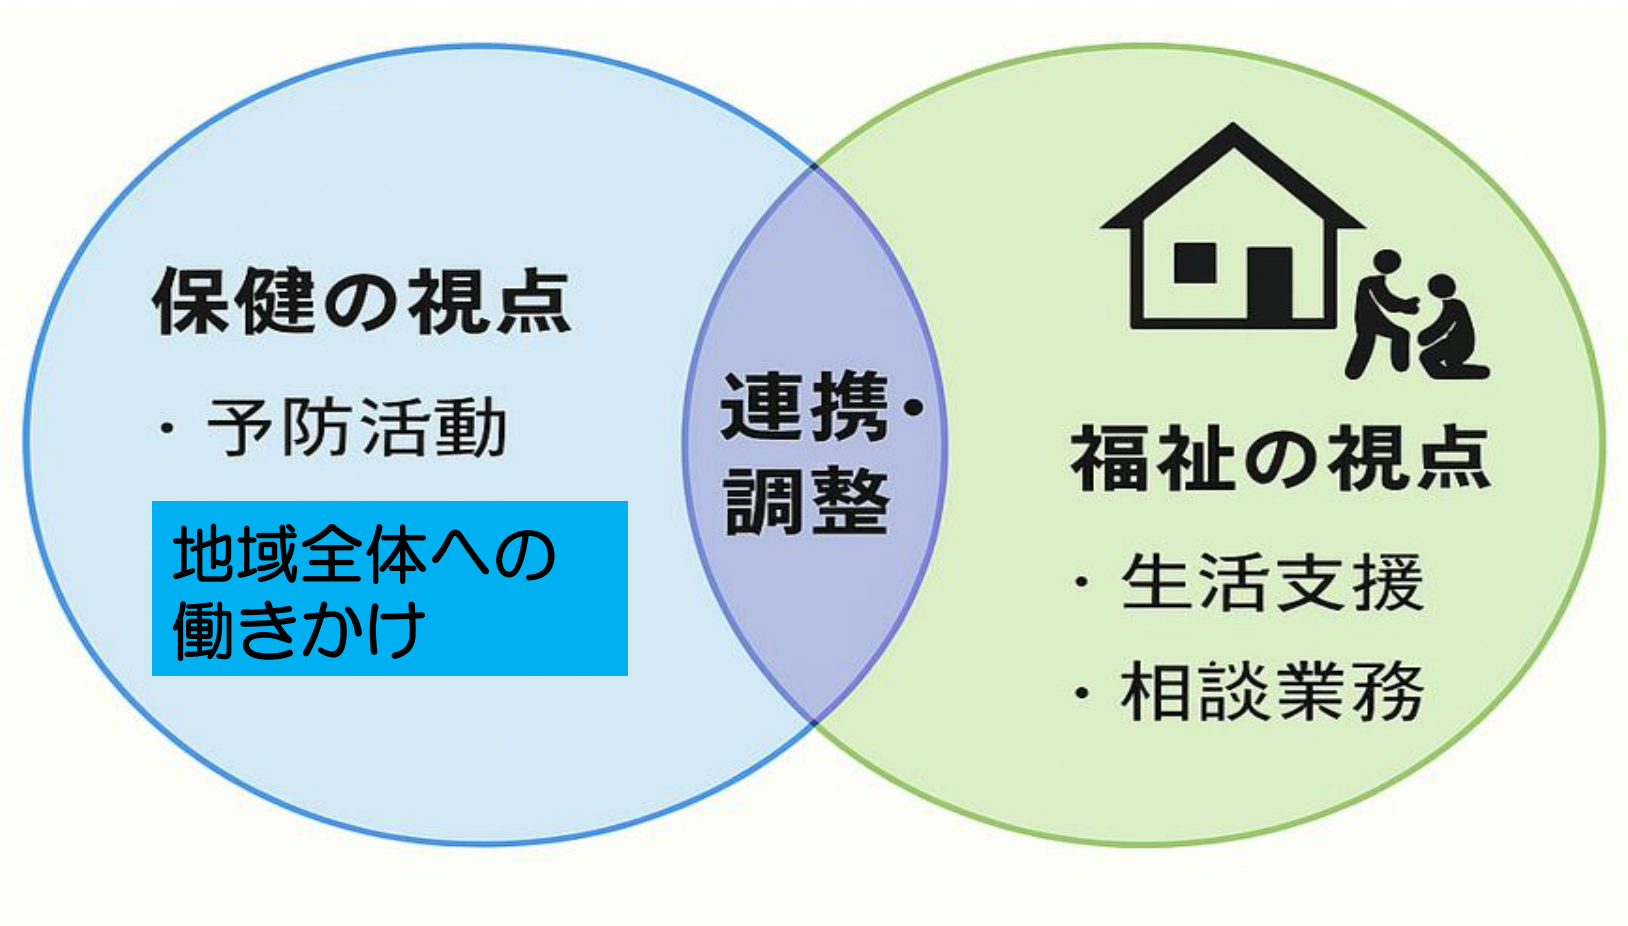 保健の視点
・予防活動
地域全体への
働きかけ
連携・
調整
福祉の視点
・生活支援
・相談業務